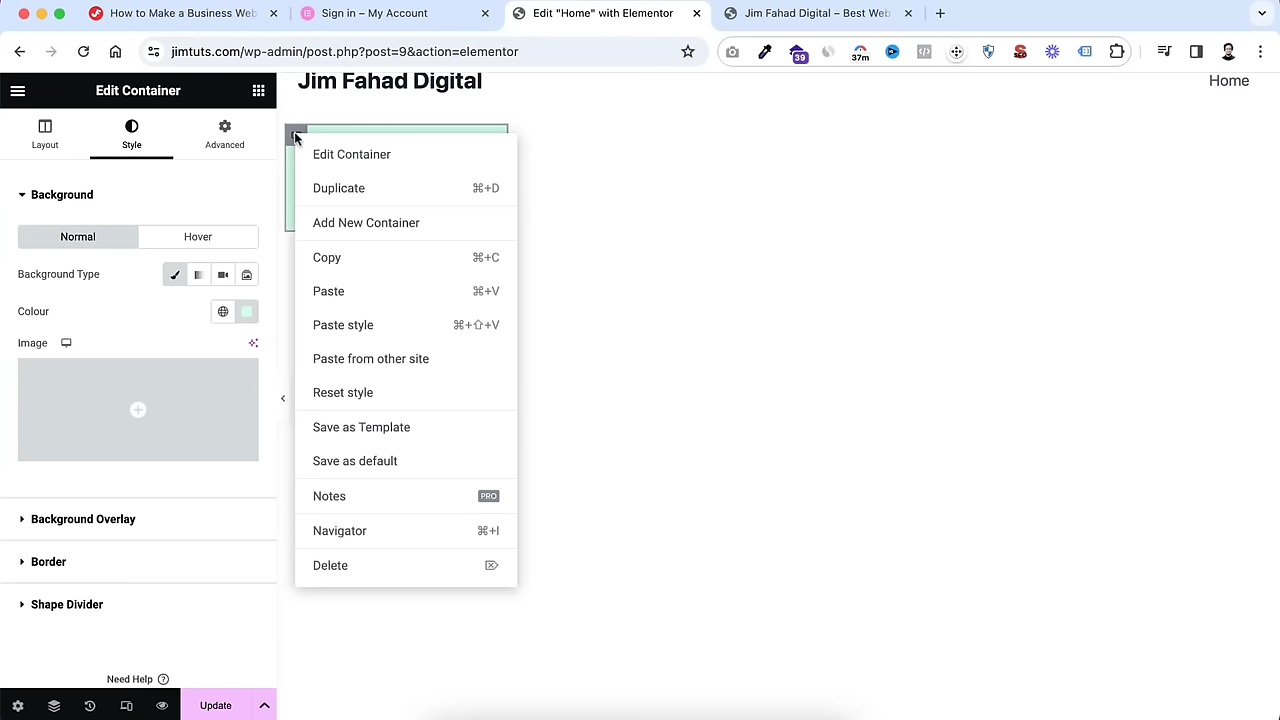 How to Make a Business Web
Sign in – My Account
Edit "Home" with Elementor
Jim Fahad Digital – Best Web
jimtuts.com/wp-admin/post.php?post=9&action=elementor
39
37m
Edit Container
Jim Fahad Digital
Home
Layout
Style
Advanced
Background
Normal
Hover
Background Type
Colour
Image
Background Overlay
Border
Shape Divider
Need Help
Update
Edit Container
Duplicate ⌘+D
Add New Container
Copy ⌘+C
Paste ⌘+V
Paste style ⌘+⇧+V
Paste from other site
Reset style
Save as Template
Save as default
Notes PRO
Navigator ⌘+I
Delete ⌦